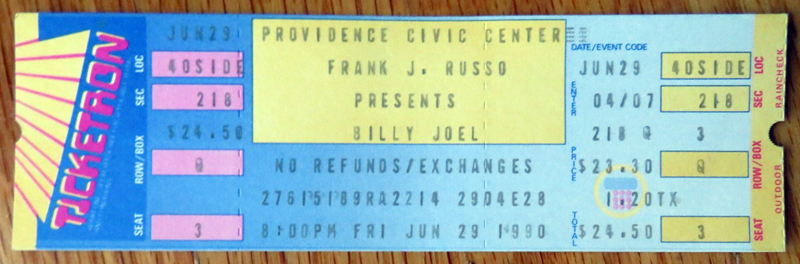 TICKETRON
JUN29
LOC 40SIDE
SEC 218
$24.50
ROW/BOX Q
SEAT 3
PROVIDENCE CIVIC CENTER
FRANK J. RUSSO
PRESENTS
BILLY JOEL
NO REFUNDS/EXCHANGES
27615189RA2214 2904E28
8:00PM FRI JUN 29 1990
DATE/EVENT CODE
JUN29
ENTER 04/07
218 Q 3
PRICE $23.30
1.20TX
TOTAL $24.50
40SIDE LOC
218 SEC
Q ROW/BOX
3 SEAT
OUTDOOR RAINCHECK